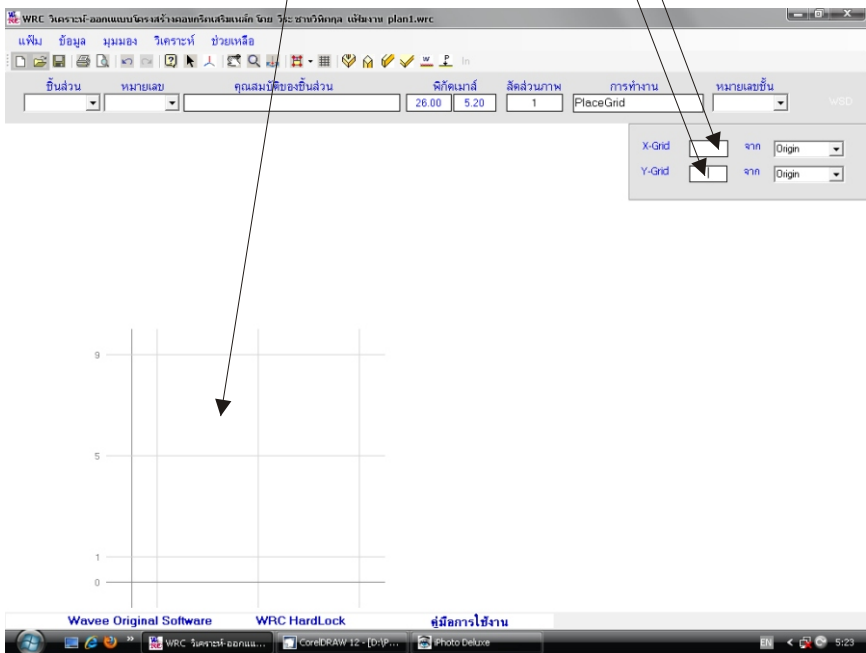 WRC วิเคราะห์-ออกแบบโครงสร้างคอนกรีตเสริมเหล็ก โดย วีระ ชาญวิพิกกุล แฟ้มงาน plan1.wrc
แฟ้ม ข้อมูล มุมมอง วิเคราะห์ ช่วยเหลือ
W P In
ชิ้นส่วน หมายเลข คุณสมบัติของชิ้นส่วน พิกัดเมาส์ สัดส่วนภาพ การทำงาน หมายเลขชั้น
26.00 5.20 1 PlaceGrid WSD
X-Grid จาก Origin
Y-Grid จาก Origin
9
5
1
0
Wavee Original Software WRC HardLock คู่มือการใช้งาน
WRC วิเคราะห์-ออกแ... CorelDRAW 12 - [D:\P... iPhoto Deluxe EN 5:23